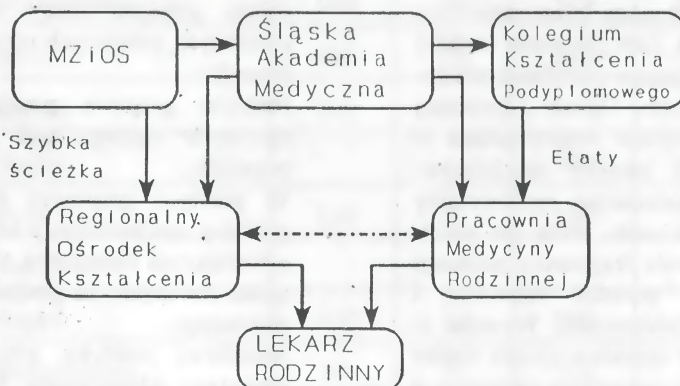 MZiOS
Śląska
Akademia
Medyczna
Kolegium
Kształcenia
Podyplomowego
Szybka
ścieżka
Etaty
Regionalny
Ośrodek
Kształcenia
Pracownia
Medycyny
Rodzinnej
LEKARZ
RODZINNY